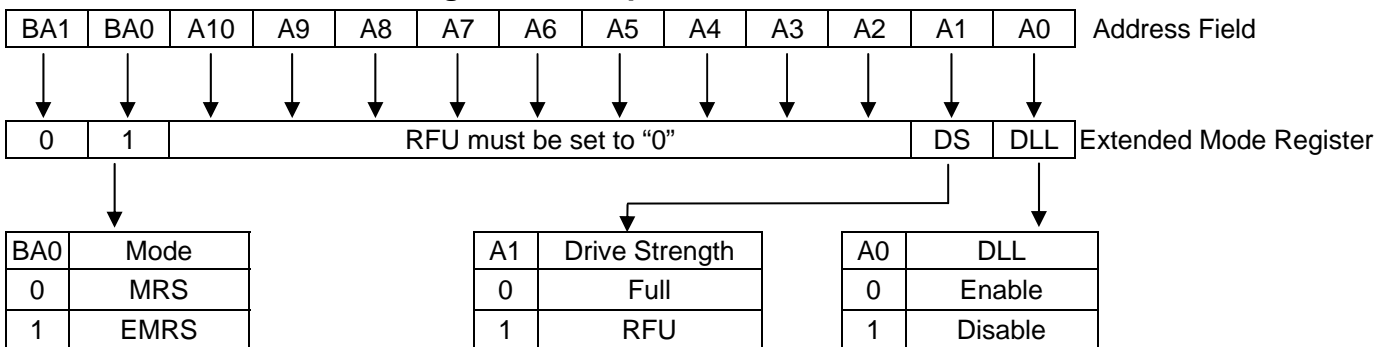 BA1 BA0 A10 A9 A8 A7 A6 A5 A4 A3 A2 A1 A0 Address Field
0 1 RFU must be set to “0” DS DLL Extended Mode Register
BA0 Mode A1 Drive Strength A0 DLL
0 MRS 0 Full 0 Enable
1 EMRS 1 RFU 1 Disable